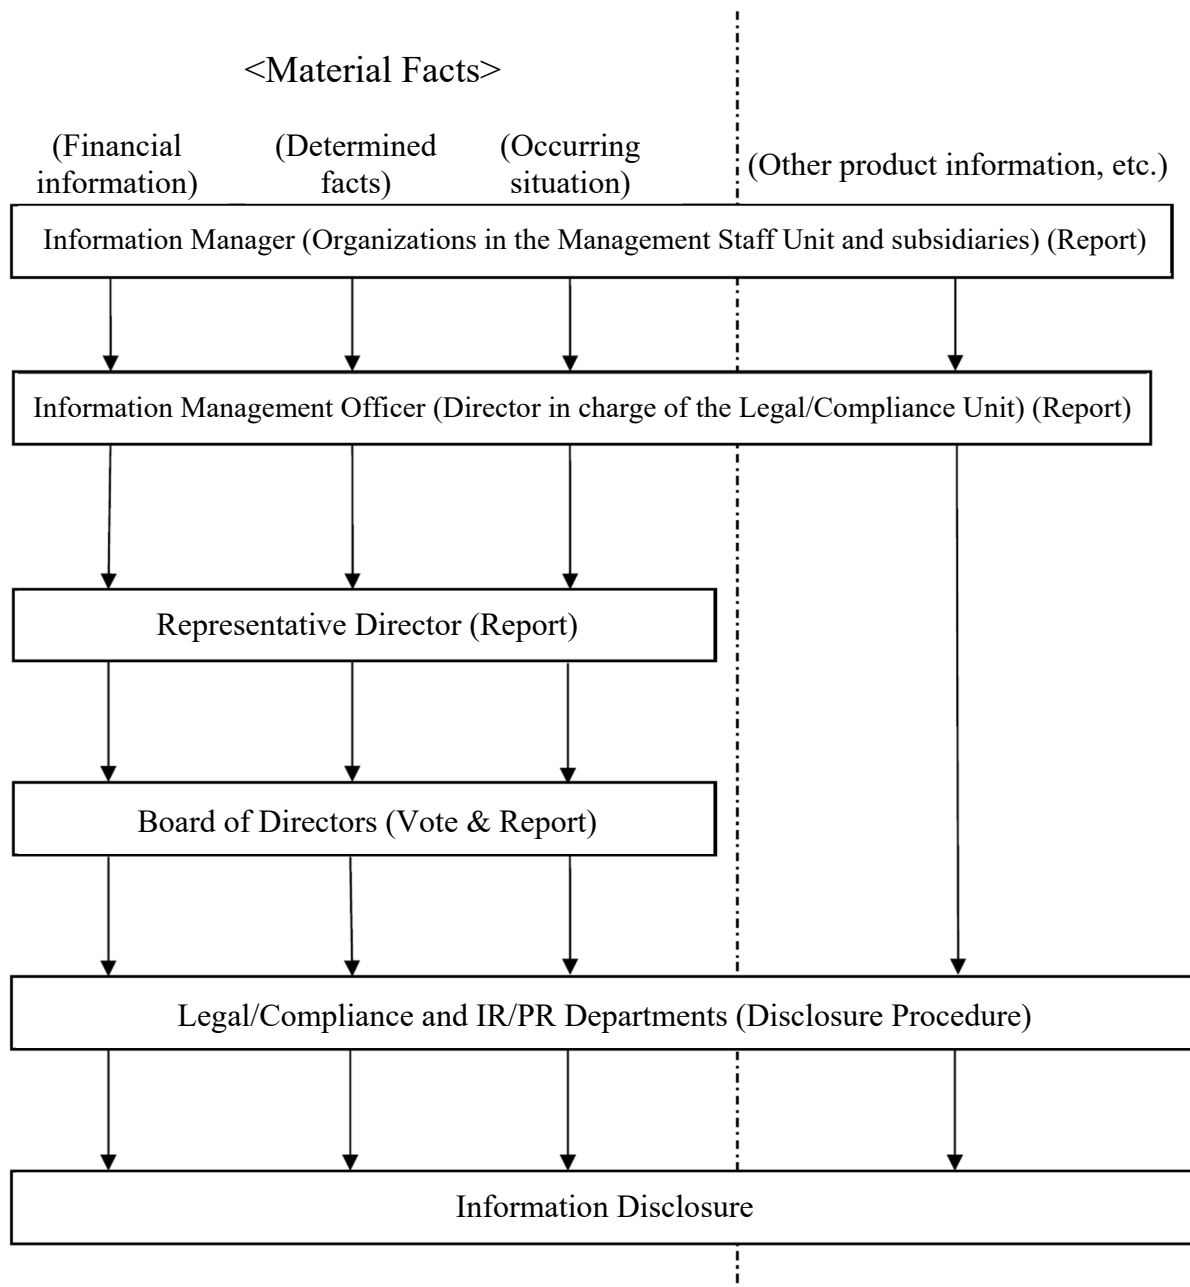 <Material Facts>
(Financial
information)
(Determined
facts)
(Occurring
situation)
(Other product information, etc.)
Information Manager (Organizations in the Management Staff Unit and subsidiaries) (Report)
Information Management Officer (Director in charge of the Legal/Compliance Unit) (Report)
Representative Director (Report)
Board of Directors (Vote & Report)
Legal/Compliance and IR/PR Departments (Disclosure Procedure)
Information Disclosure